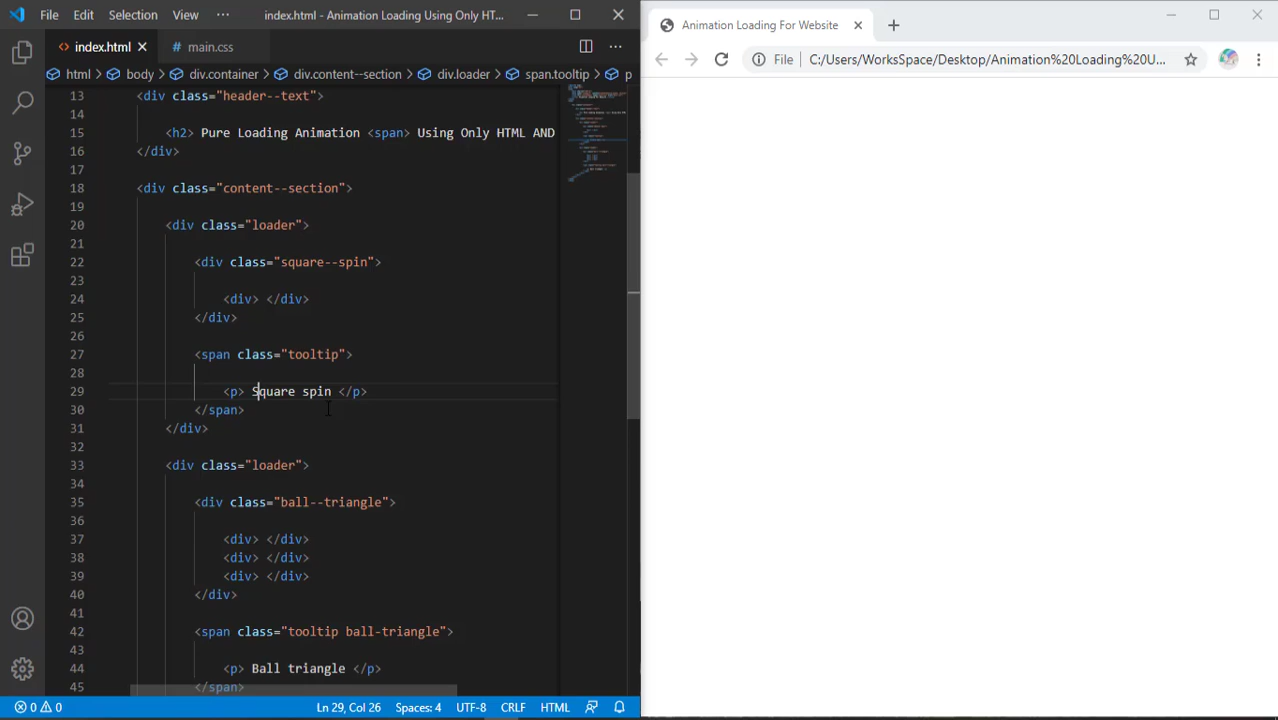 File Edit Selection View ··· index.html - Animation Loading Using Only HT...
index.html main.css
html body div.container div.content--section div.loader span.tooltip p
13 <div class="header--text">
14
15 <h2> Pure Loading Animation <span> Using Only HTML AND
16 </div>
17
18 <div class="content--section">
19
20 <div class="loader">
21
22 <div class="square--spin">
23
24 <div> </div>
25 </div>
26
27 <span class="tooltip">
28
29 <p> Square spin </p>
30 </span>
31 </div>
32
33 <div class="loader">
34
35 <div class="ball--triangle">
36
37 <div> </div>
38 <div> </div>
39 <div> </div>
40 </div>
41
42 <span class="tooltip ball-triangle">
43
44 <p> Ball triangle </p>
45 </span>
0 0 Ln 29, Col 26 Spaces: 4 UTF-8 CRLF HTML
Animation Loading For Website
File C:/Users/WorksSpace/Desktop/Animation%20Loading%20U...